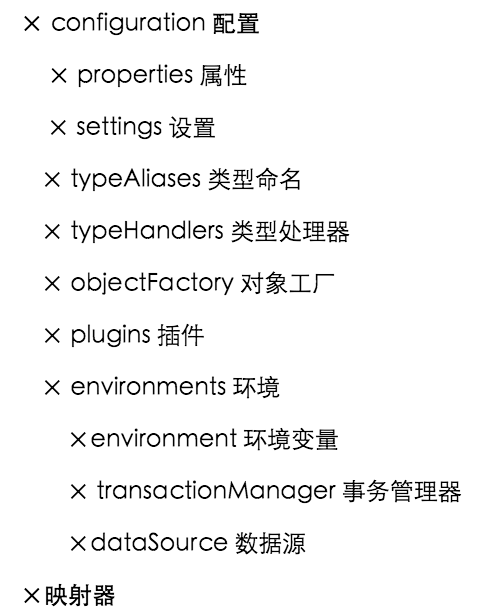 × configuration 配置
× properties 属性
× settings 设置
× typeAliases 类型命名
× typeHandlers 类型处理器
× objectFactory 对象工厂
× plugins 插件
× environments 环境
×environment 环境变量
× transactionManager 事务管理器
×dataSource 数据源
×映射器